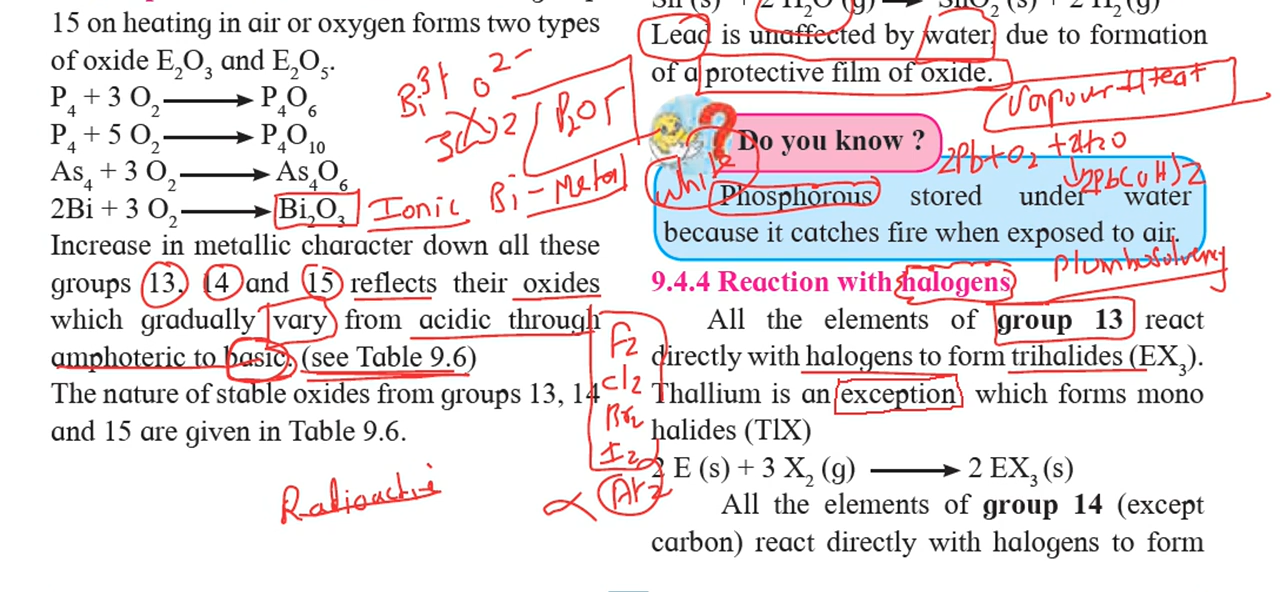 15 on heating in air or oxygen forms two types
of oxide E₂O₃ and E₂O₅.
P₄ + 3 O₂ ⟶ P₄O₆
P₄ + 5 O₂ ⟶ P₄O₁₀
As₄ + 3 O₂ ⟶ As₄O₆
2Bi + 3 O₂ ⟶ Bi₂O₃
Ionic
Bi - Metal
Bi³⁺ O²⁻
Increase in metallic character down all these
groups 13, 14 and 15 reflects their oxides
which gradually vary from acidic through
amphoteric to basic. (see Table 9.6)
The nature of stable oxides from groups 13, 14
and 15 are given in Table 9.6.
Radioactive
F₂
Cl₂
Br₂
I₂
At₂
Lead is unaffected by water, due to formation
of a protective film of oxide.
Vapour + Heat
Do you know ?
2Pb + O₂ + 2H₂O
↓ 2Pb(OH)2
while
Phosphorous stored under water
because it catches fire when exposed to air.
plumbosolvency
9.4.4 Reaction with halogens
All the elements of group 13 react
directly with halogens to form trihalides (EX₃).
Thallium is an exception which forms mono
halides (TlX)
2 E (s) + 3 X₂ (g) ⟶ 2 EX₃ (s)
All the elements of group 14 (except
carbon) react directly with halogens to form